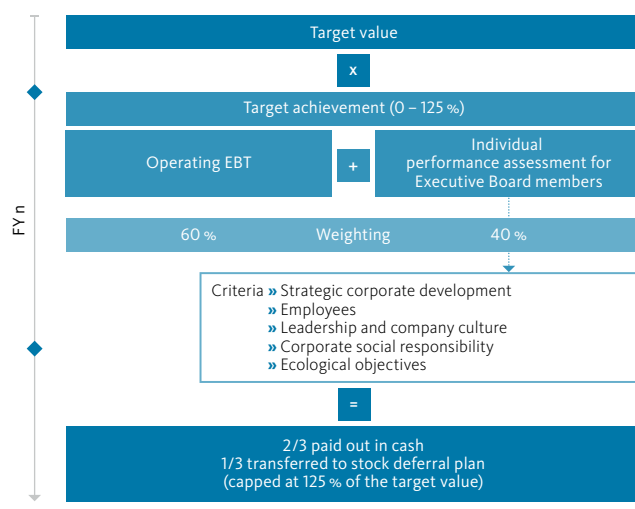 Target value
x
Target achievement (0 – 125 %)
Operating EBT
+
Individual
performance assessment for
Executive Board members
FY n
60 % Weighting 40 %
Criteria » Strategic corporate development
» Employees
» Leadership and company culture
» Corporate social responsibility
» Ecological objectives
=
2/3 paid out in cash
1/3 transferred to stock deferral plan
(capped at 125 % of the target value)